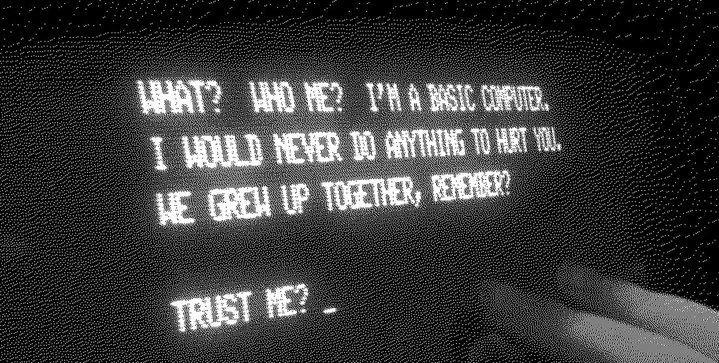 WHAT?  WHO ME?  I'M A BASIC COMPUTER.
I WOULD NEVER DO ANYTHING TO HURT YOU.
WE GREW UP TOGETHER, REMEMBER?
TRUST ME? _